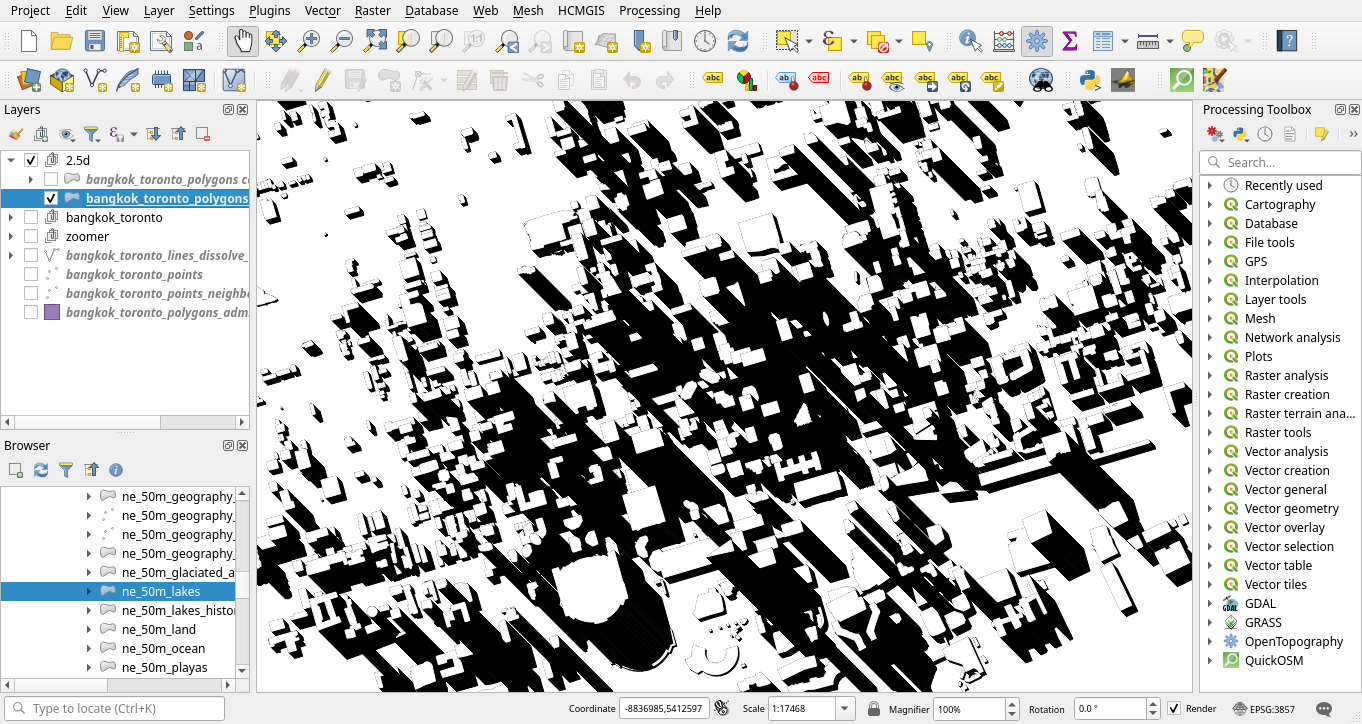 Project Edit View Layer Settings Plugins Vector Raster Database Web Mesh HCMGIS Processing Help
abc abc abc abc abc abc abc abc
Layers
2.5d
bangkok_toronto_polygons
bangkok_toronto_polygons
bangkok_toronto
zoomer
bangkok_toronto_lines_dissolve_
bangkok_toronto_points
bangkok_toronto_points_neighb
bangkok_toronto_polygons_adm
Browser
ne_50m_geography_
ne_50m_geography_
ne_50m_geography_
ne_50m_geography_
ne_50m_glaciated_a
ne_50m_lakes
ne_50m_lakes_histor
ne_50m_land
ne_50m_ocean
ne_50m_playas
Processing Toolbox
Search...
Recently used
Cartography
Database
File tools
GPS
Interpolation
Layer tools
Mesh
Network analysis
Plots
Raster analysis
Raster creation
Raster terrain ana...
Raster tools
Vector analysis
Vector creation
Vector general
Vector geometry
Vector overlay
Vector selection
Vector table
Vector tiles
GDAL
GRASS
OpenTopography
QuickOSM
Type to locate (Ctrl+K)
Coordinate -8836985,5412597 Scale 1:17468 Magnifier 100% Rotation 0.0 ° Render EPSG:3857